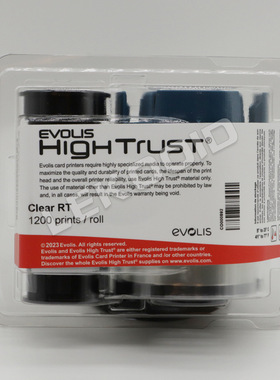 EVOLIS
HIGHTRUST®
Evolis card printers require highly specialized media to operate properly. To
maximize the quality and durability of printed cards, the lifespan of the print
head and the overall printer reliability, use Evolis High Trust® material only.
The use of material other than Evolis High Trust® may be prohibited by law
and, in all cases, will result in the Evolis warranty being void.
Clear RT
1200 prints / roll
evolis
©2023 Evolis. All rights reserved.
Evolis and Evolis High Trust® are either registered trademarks or
trademarks of Evolis Card Printer in France and /or other countries.
Discover the whole Evolis High Trust® supplies on www.evolis.com.